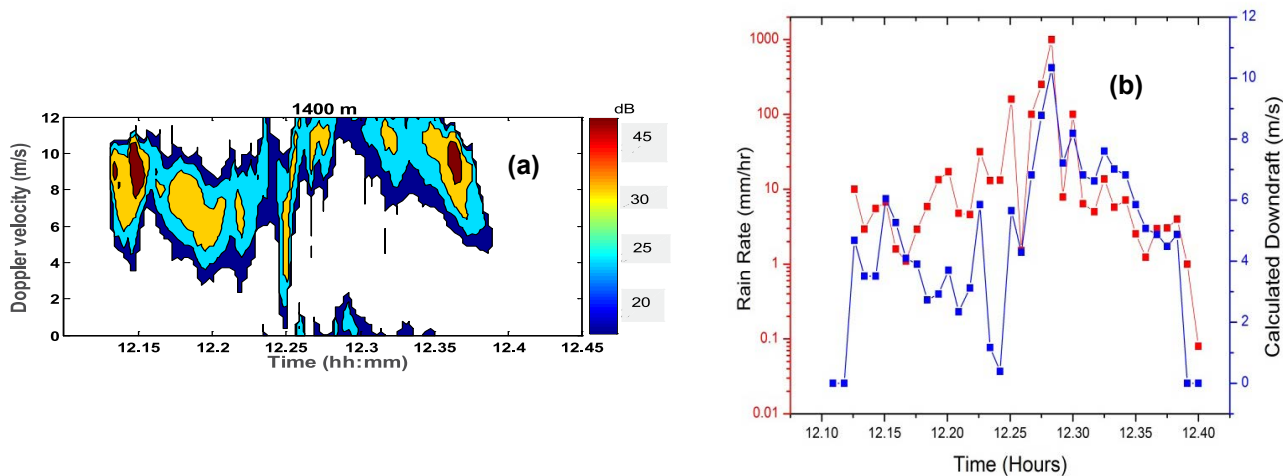 1400 m
dB
12
10
8
6
4
2
0
Doppler velocity (m/s)
(a)
45
30
25
20
12.15 12.2 12.25 12.3 12.35 12.4 12.45
Time (hh:mm)
(b)
1000
100
10
1
0.1
0.01
Rain Rate (mm/hr)
12
10
8
6
4
2
0
Calculated Downdraft (m/s)
12.10 12.15 12.20 12.25 12.30 12.35 12.40
Time (Hours)